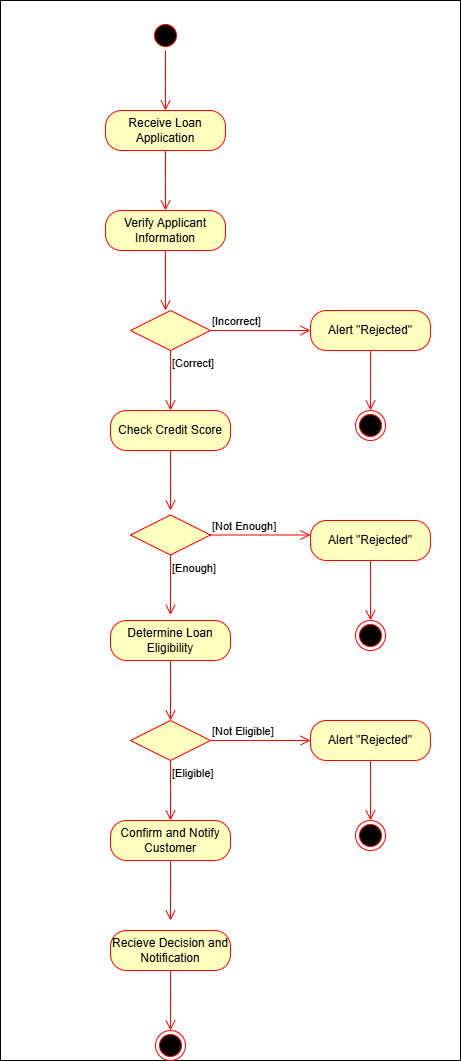 Receive Loan
Application
Verify Applicant
Information
[Incorrect]
Alert "Rejected"
[Correct]
Check Credit Score
[Not Enough]
Alert "Rejected"
[Enough]
Determine Loan
Eligibility
[Not Eligible]
Alert "Rejected"
[Eligible]
Confirm and Notify
Customer
Recieve Decision and
Notification